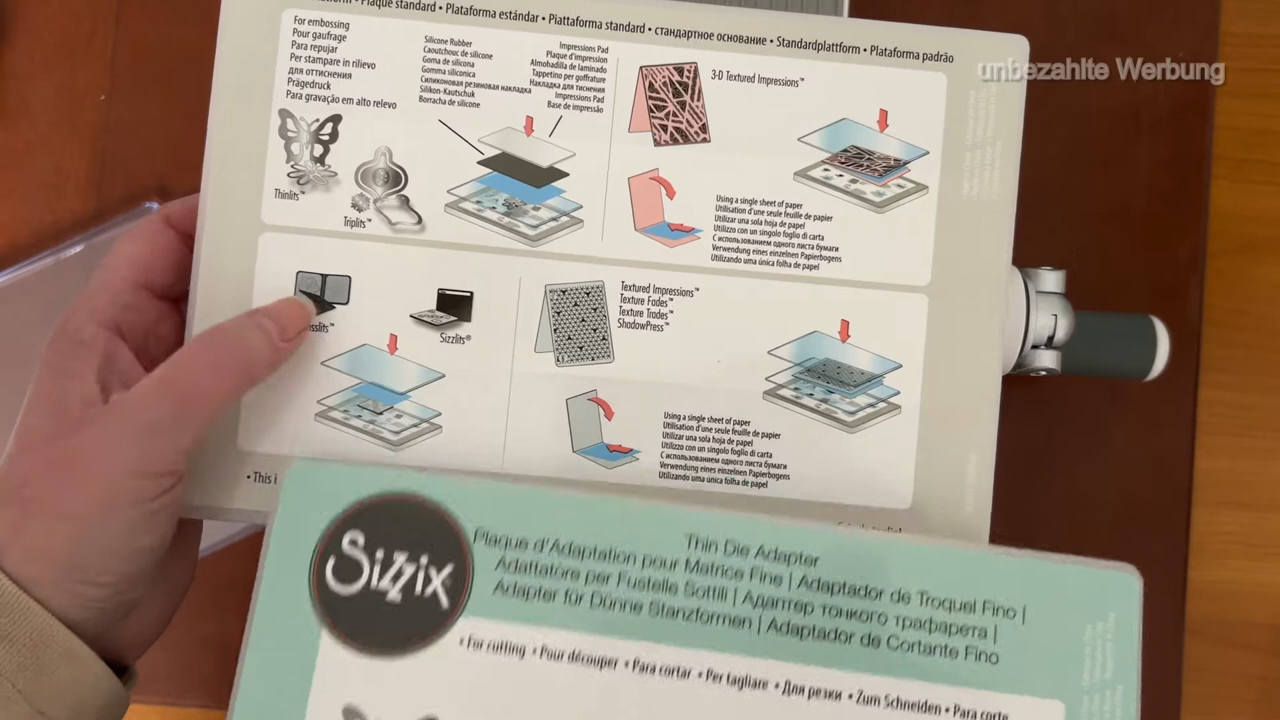 • Plaque standard • Plataforma estándar • Piattaforma standard • стандартное основание • Standardplattform • Plataforma padrão
unbezahlte Werbung
For embossing
Pour gaufrage
Para repujar
Per stampare in rilievo
для оттиснения
Prägedruck
Para gravação em alto relevo
Silicone Rubber
Caoutchouc de silicone
Goma de silicona
Gomma siliconica
Силиконовая резиновая накладка
Silikon-Kautschuk
Borracha de silicone
Impressions Pad
Plaque d'impression
Almohadilla de laminado
Tappetino per goffrature
Накладка для тиснения
Impressions Pad
Base de impressão
Thinlits™
Triplits™
3-D Textured Impressions™
Using a single sheet of paper
Utilisation d'une seule feuille de papier
Utilizar una sola hoja de papel
Utilizzo con un singolo foglio di carta
С использованием одного листа бумаги
Verwendung eines einzelnen Papierbogens
Utilizando uma única folha de papel
Sizzlits®
Textured Impressions™
Texture Fades™
Texture Trades™
ShadowPress™
Using a single sheet of paper
Utilisation d'une seule feuille de papier
Utilizar una sola hoja de papel
Utilizzo con un singolo foglio di carta
С использованием одного листа бумаги
Verwendung eines einzelnen Papierbogens
Utilizando uma única folha de papel
• This
Sizzix
Thin Die Adapter
Plaque d'Adaptation pour Matrice Fine | Adaptador de Troquel Fino |
Adattatore per Fustelle Sottili | Адаптер тонкого трафарета |
Adapter für Dünne Stanzformen | Adaptador de Cortante Fino
• For cutting • Pour découper • Para cortar • Per tagliare • Для резки • Zum Schneiden • Para corte